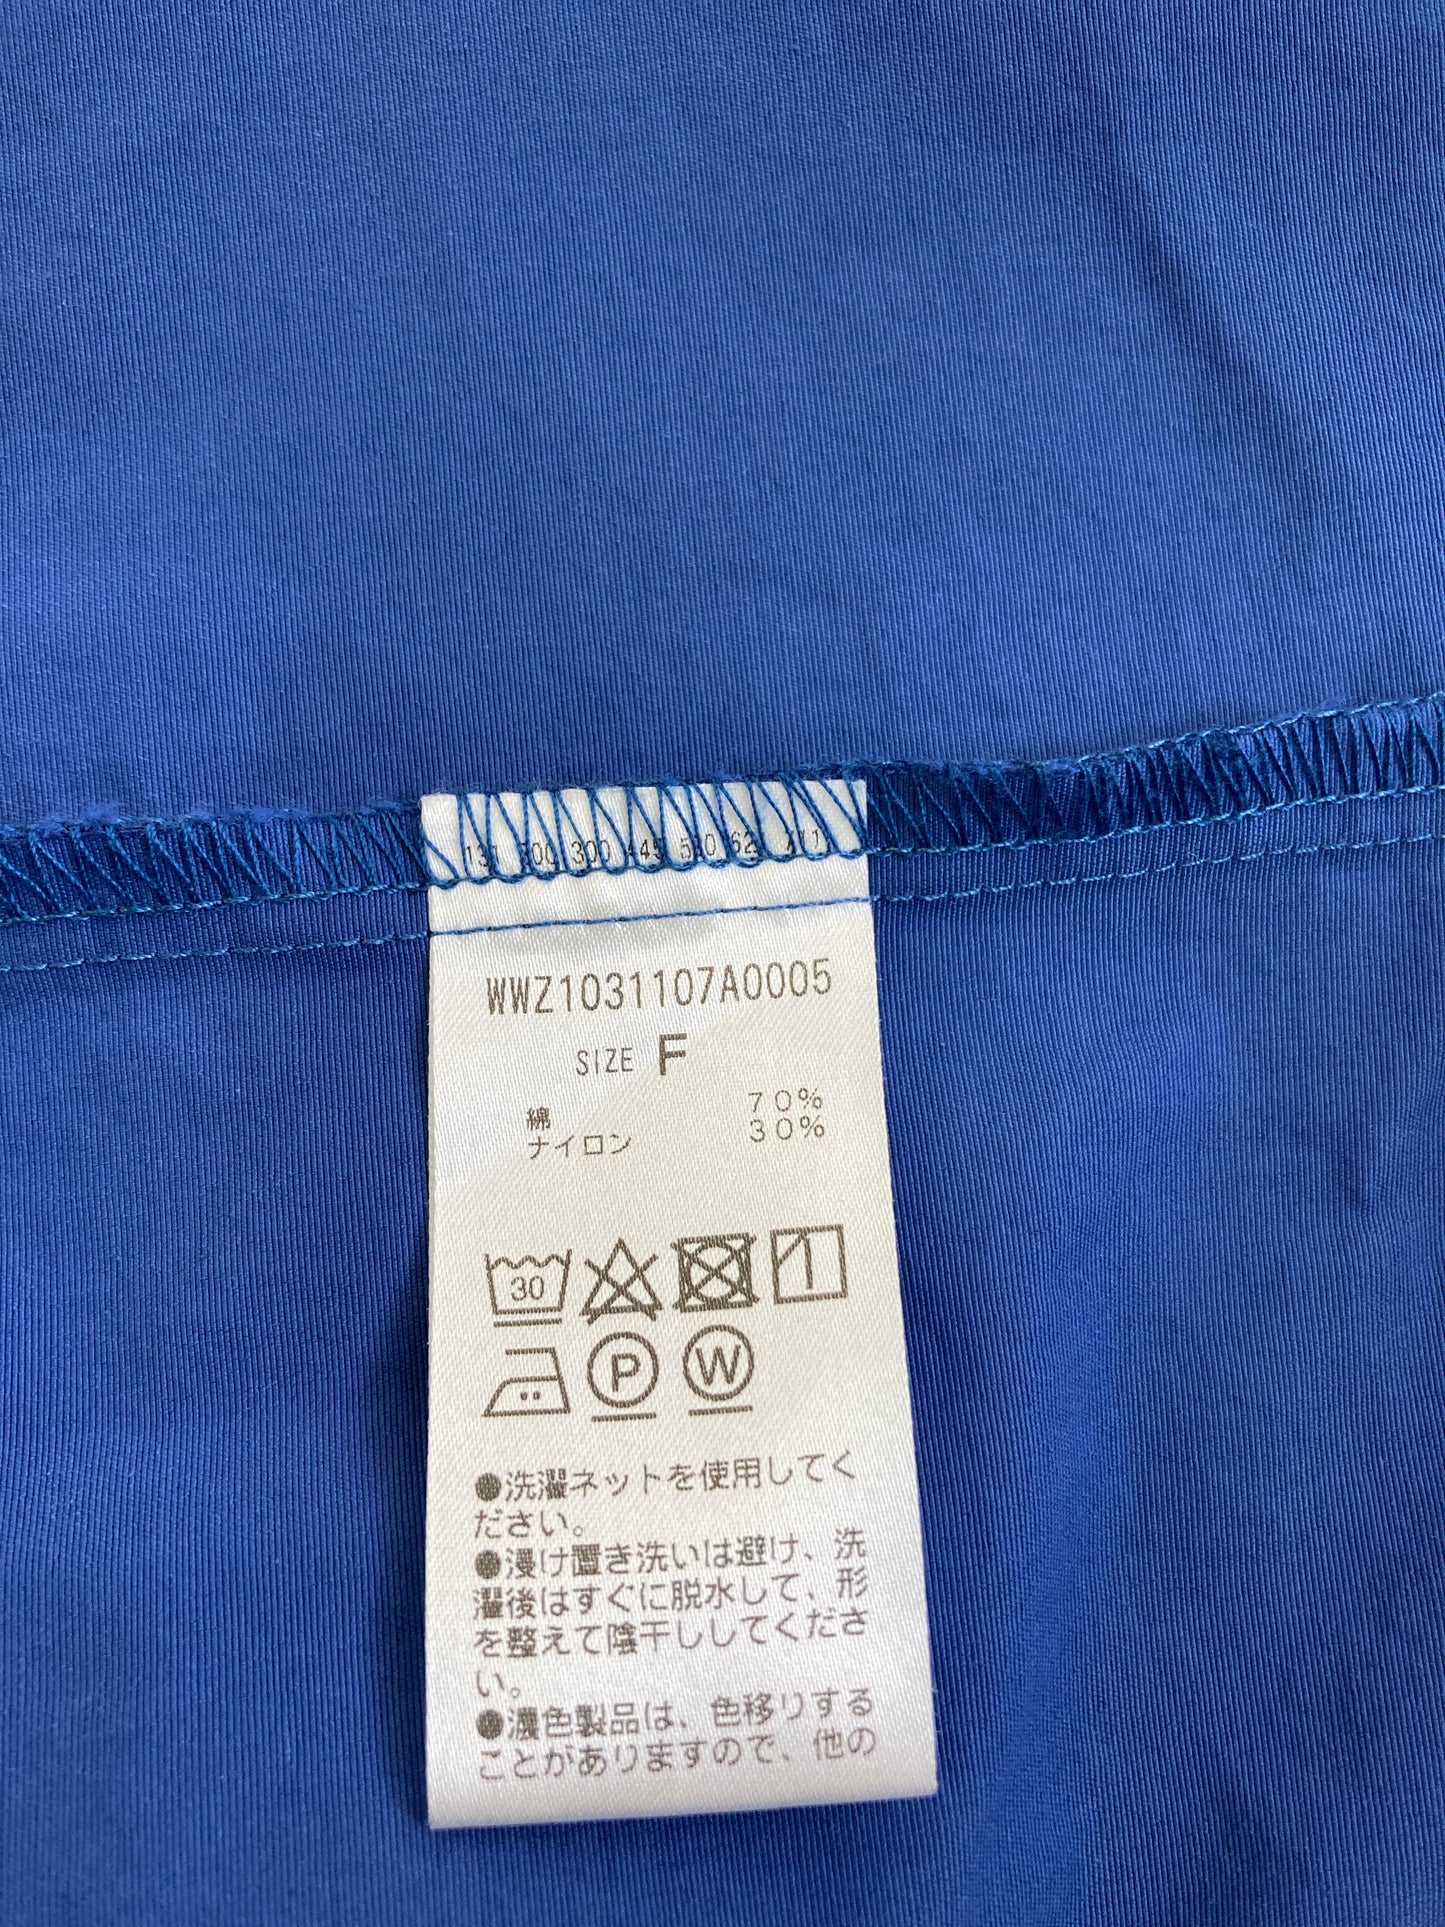 WWZ1031107A0005
SIZE F
綿 70%
ナイロン 30%
30
P W
●洗濯ネットを使用してく
ださい。
●浸け置き洗いは避け、洗
濯後はすぐに脱水して、形
を整えて陰干ししてくださ
い。
●濃色製品は、色移りする
ことがありますので、他の